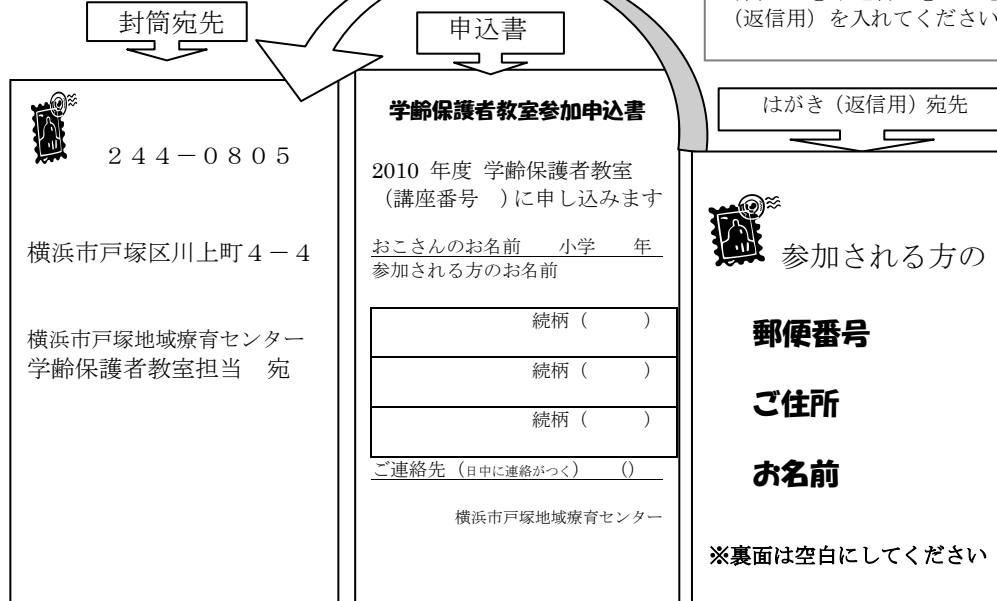 （返信用）を入れてください
封筒宛先
申込書
はがき（返信用）宛先
２４４－０８０５
横浜市戸塚区川上町４－４
横浜市戸塚地域療育センター
学齢保護者教室担当　宛
学齢保護者教室参加申込書
2010 年度 学齢保護者教室
（講座番号　）に申し込みます
おこさんのお名前　　小学　　年
参加される方のお名前
続柄（　　　）
続柄（　　　）
続柄（　　　）
ご連絡先（日中に連絡がつく）　　（）
横浜市戸塚地域療育センター
参加される方の
郵便番号
ご住所
お名前
※裏面は空白にしてください